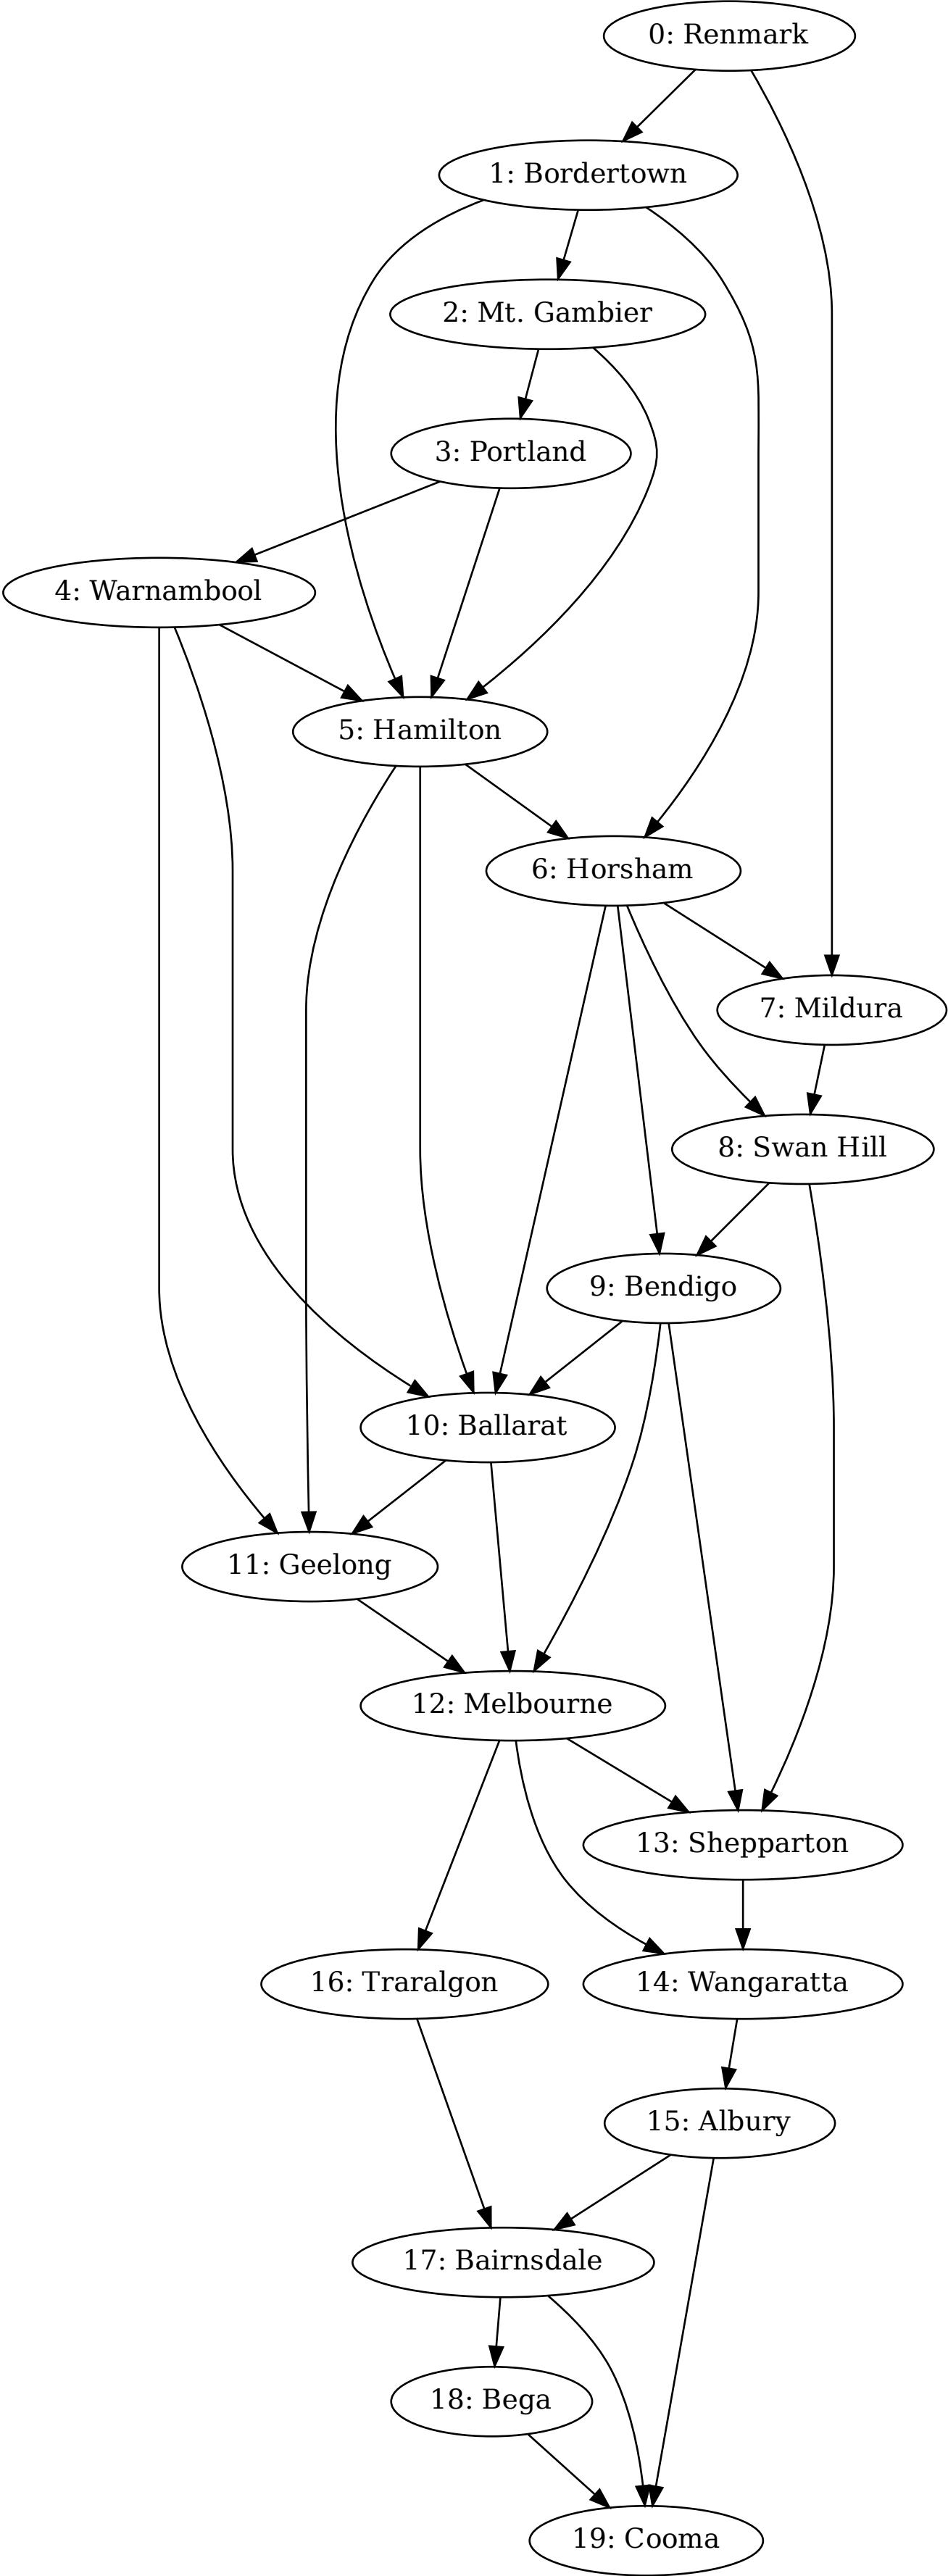 0: Renmark
1: Bordertown
2: Mt. Gambier
3: Portland
4: Warnambool
5: Hamilton
6: Horsham
7: Mildura
8: Swan Hill
9: Bendigo
10: Ballarat
11: Geelong
12: Melbourne
13: Shepparton
16: Traralgon
14: Wangaratta
15: Albury
17: Bairnsdale
18: Bega
19: Cooma